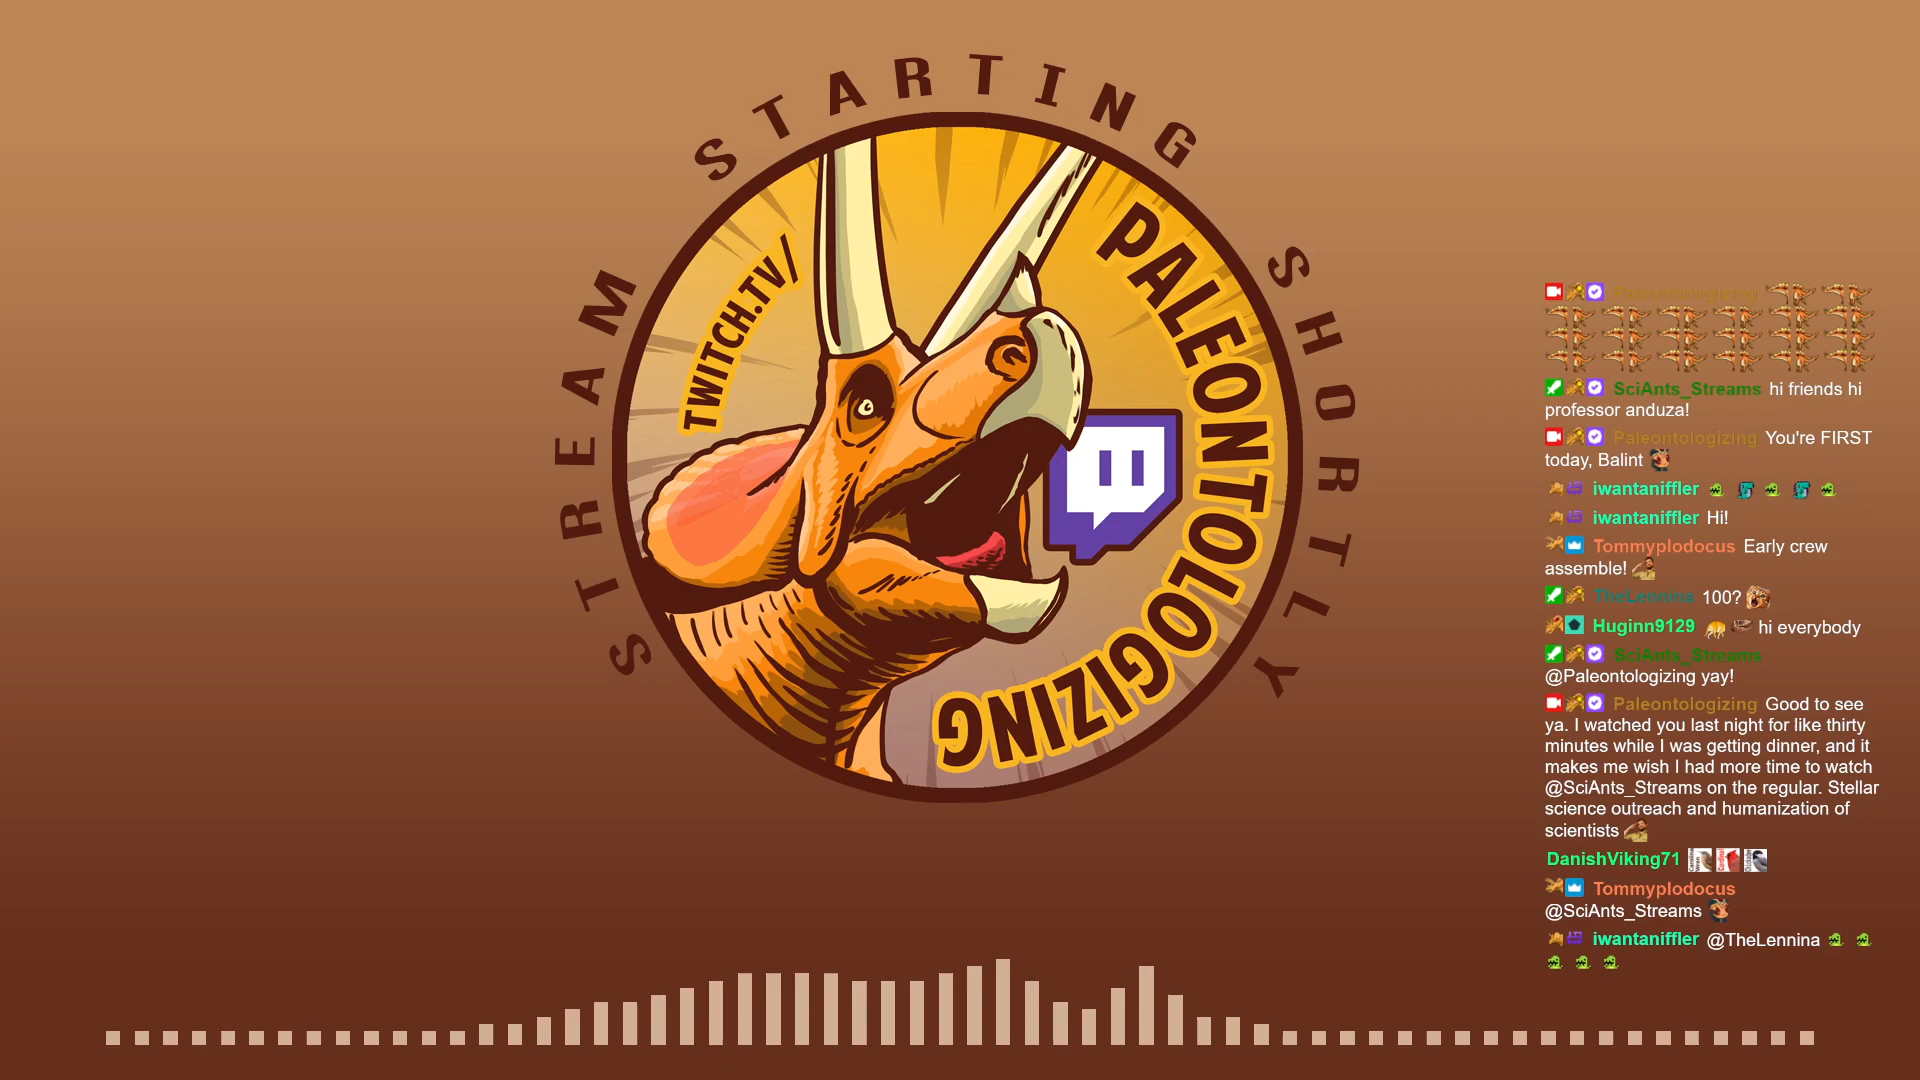 STREAM STARTING SHORTLY
TWITCH.TV/
PALEONTOLOGIZING
Paleontologizing
SciAnts_Streams hi friends hi
professor anduza!
Paleontologizing You're FIRST
today, Balint
iwantaniffler
iwantaniffler Hi!
Tommyplodocus Early crew
assemble!
TheLennina 100?
Huginn9129 hi everybody
SciAnts_Streams
@Paleontologizing yay!
Paleontologizing Good to see
ya. I watched you last night for like thirty
minutes while I was getting dinner, and it
makes me wish I had more time to watch
@SciAnts_Streams on the regular. Stellar
science outreach and humanization of
scientists
DanishViking71
Tommyplodocus
@SciAnts_Streams
iwantaniffler @TheLennina